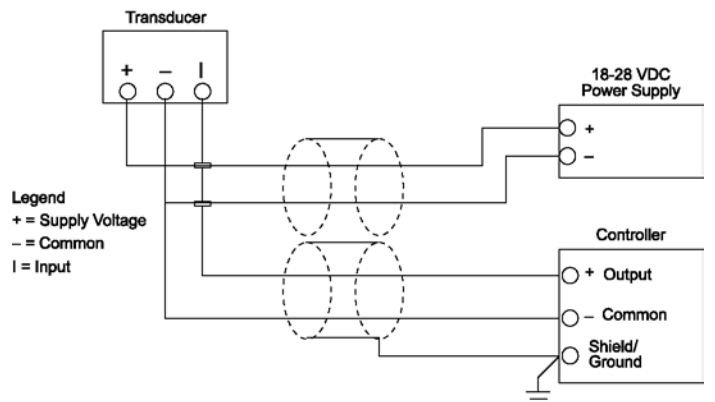 Transducer
+ – I
18-28 VDC
Power Supply
+
–
Legend
+ = Supply Voltage
– = Common
I = Input
Controller
+ Output
– Common
Shield/
Ground